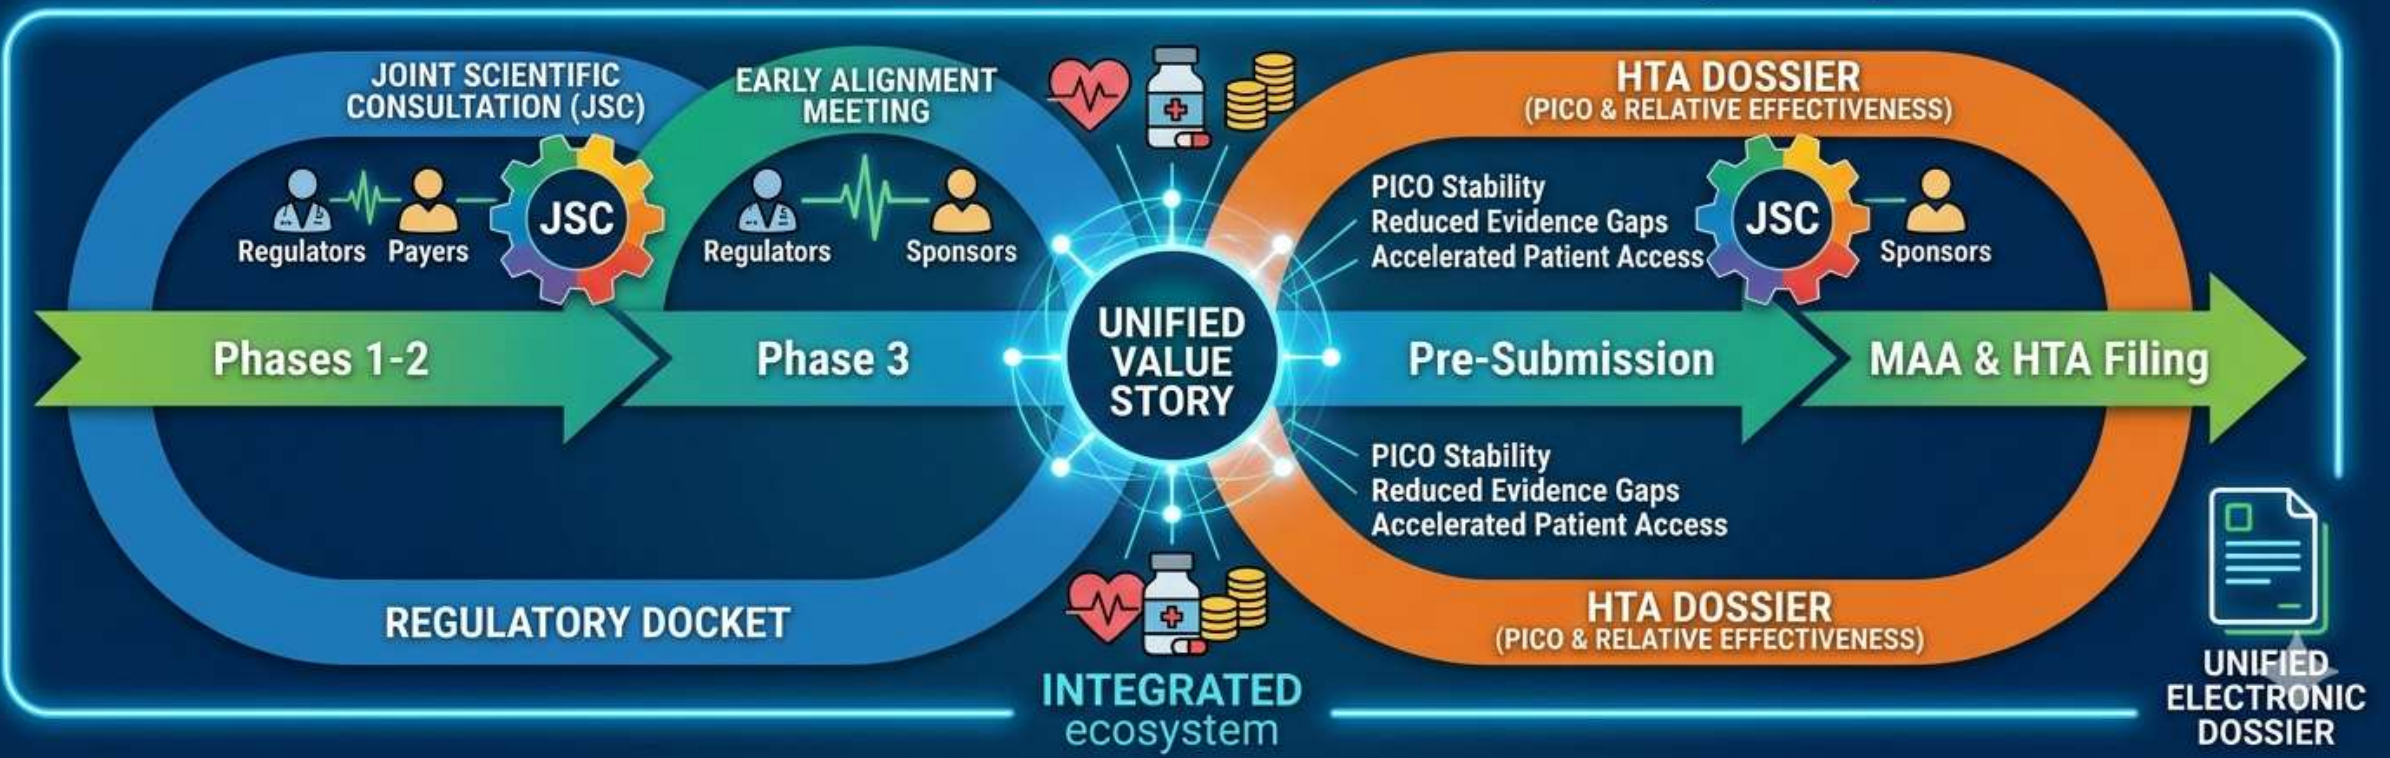 JOINT SCIENTIFIC
CONSULTATION (JSC)
EARLY ALIGNMENT
MEETING
HTA DOSSIER
(PICO & RELATIVE EFFECTIVENESS)
Regulators
Payers
JSC
Regulators
Sponsors
PICO Stability
Reduced Evidence Gaps
Accelerated Patient Access
JSC
Sponsors
Phases 1-2
Phase 3
UNIFIED
VALUE
STORY
Pre-Submission
MAA & HTA Filing
PICO Stability
Reduced Evidence Gaps
Accelerated Patient Access
REGULATORY DOCKET
HTA DOSSIER
(PICO & RELATIVE EFFECTIVENESS)
INTEGRATED
ecosystem
UNIFIED
ELECTRONIC
DOSSIER